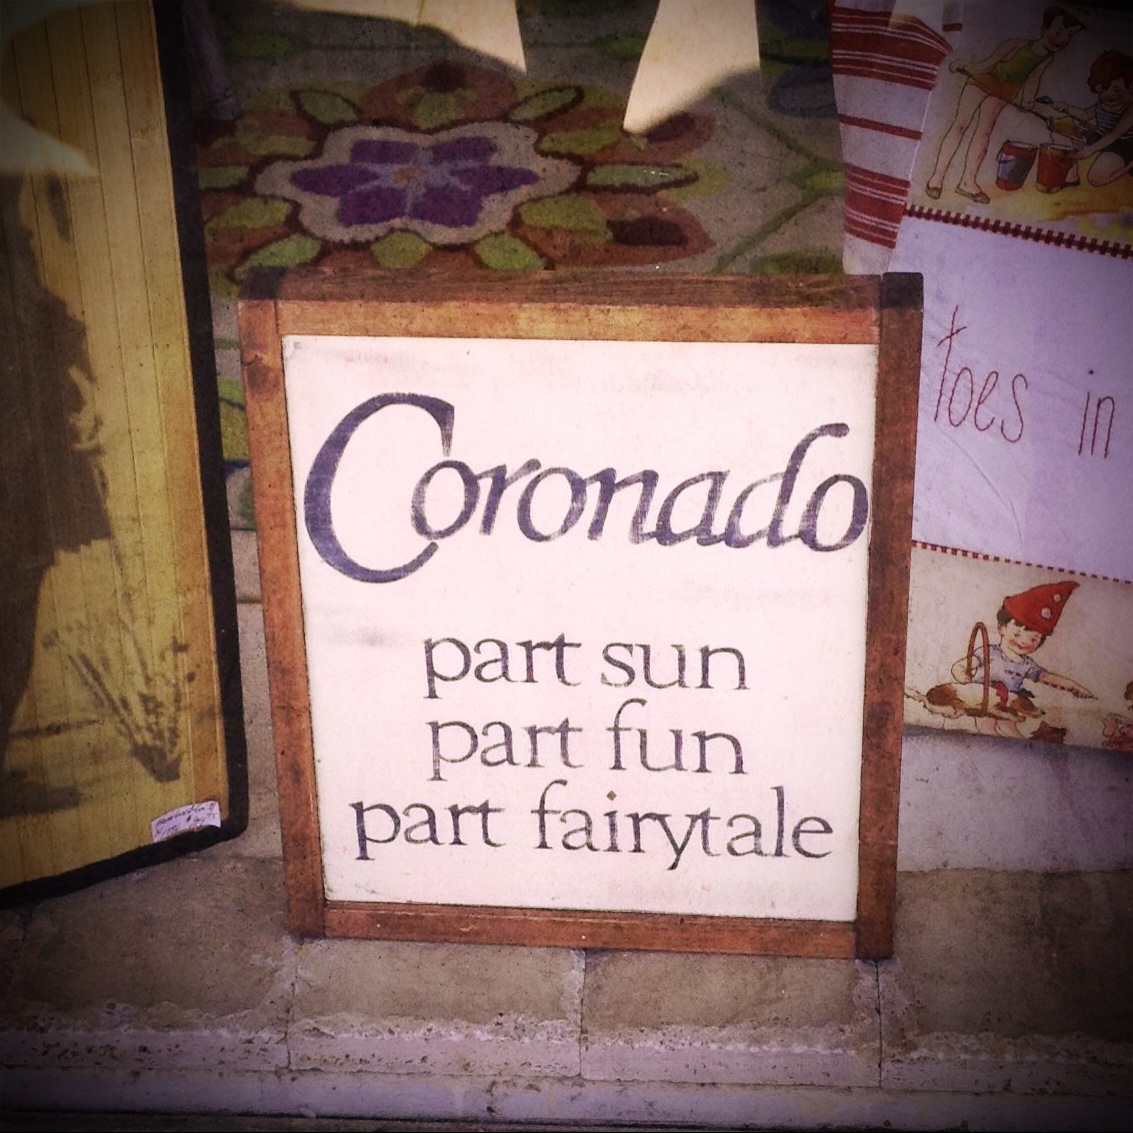 Coronado
part sun
part fun
part fairytale
toes in